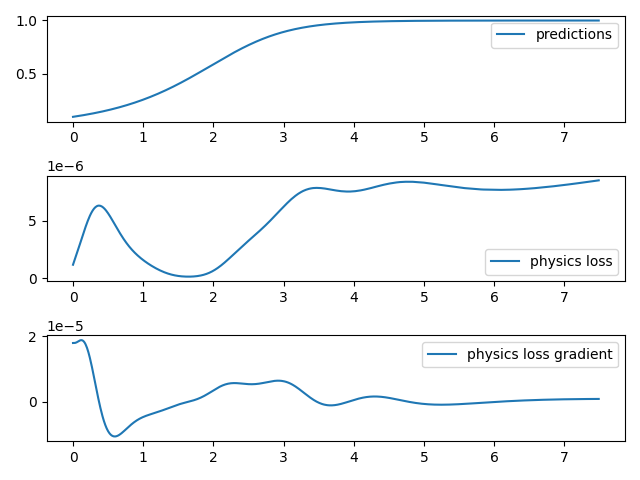 1.0
predictions
0.5
0 1 2 3 4 5 6 7
1e−6
5
physics loss
0
0 1 2 3 4 5 6 7
1e−5
2
physics loss gradient
0
0 1 2 3 4 5 6 7